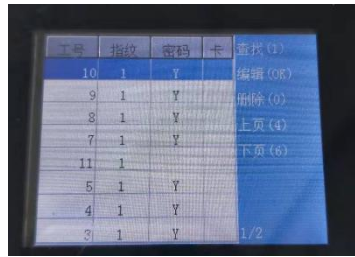 工号 指纹 密码 卡 查找(1)
10 1 Y 编辑(OK)
9 1 Y 删除(0)
8 1 Y 上页(4)
7 1 Y 下页(6)
11 1
5 1 Y
4 1 Y
3 1 Y 1/2